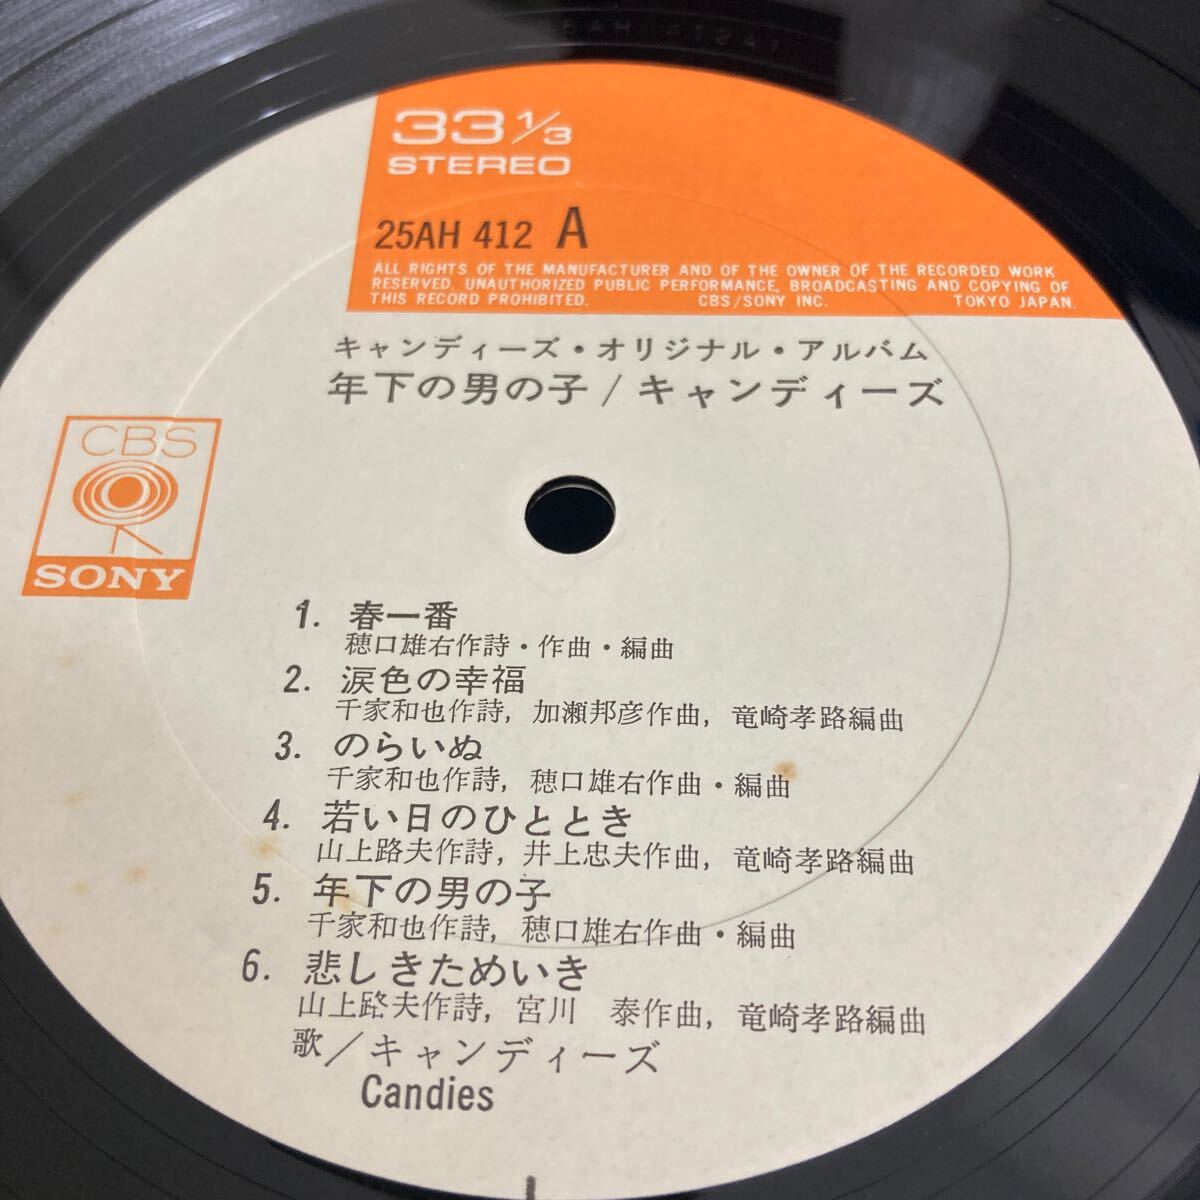 33 1/3
STEREO
25AH 412 A
ALL RIGHTS OF THE MANUFACTURER AND OF THE OWNER OF THE RECORDED WORK
RESERVED. UNAUTHORIZED PUBLIC PERFORMANCE, BROADCASTING AND COPYING OF
THIS RECORD PROHIBITED. CBS/SONY INC. TOKYO JAPAN.
キャンディーズ・オリジナル・アルバム
年下の男の子/キャンディーズ
CBS
SONY
1. 春一番
穂口雄右作詩・作曲・編曲
2. 涙色の幸福
千家和也作詩, 加瀬邦彦作曲, 竜崎孝路編曲
3. のらいぬ
千家和也作詩, 穂口雄右作曲・編曲
4. 若い日のひととき
山上路夫作詩, 井上忠夫作曲, 竜崎孝路編曲
5. 年下の男の子
千家和也作詩, 穂口雄右作曲・編曲
6. 悲しきためいき
山上路夫作詩, 宮川 泰作曲, 竜崎孝路編曲
歌/キャンディーズ
Candies